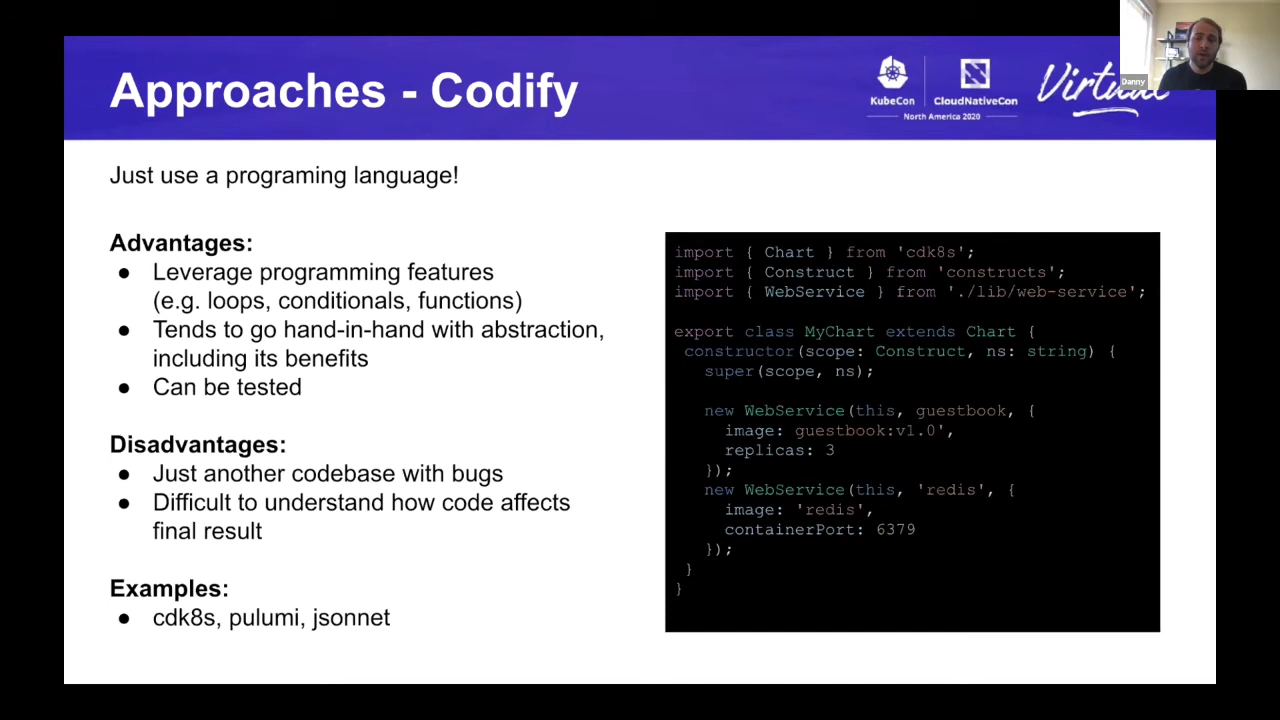 Approaches - Codify
KubeCon
CloudNativeCon
North America 2020
Virtual
Danny
Just use a programing language!
Advantages:
● Leverage programming features
(e.g. loops, conditionals, functions)
● Tends to go hand-in-hand with abstraction,
including its benefits
● Can be tested
Disadvantages:
● Just another codebase with bugs
● Difficult to understand how code affects
final result
Examples:
● cdk8s, pulumi, jsonnet
import { Chart } from 'cdk8s';
import { Construct } from 'constructs';
import { WebService } from './lib/web-service';
export class MyChart extends Chart {
constructor(scope: Construct, ns: string) {
super(scope, ns);
new WebService(this, guestbook, {
image: guestbook:v1.0',
replicas: 3
});
new WebService(this, 'redis', {
image: 'redis',
containerPort: 6379
});
}
}